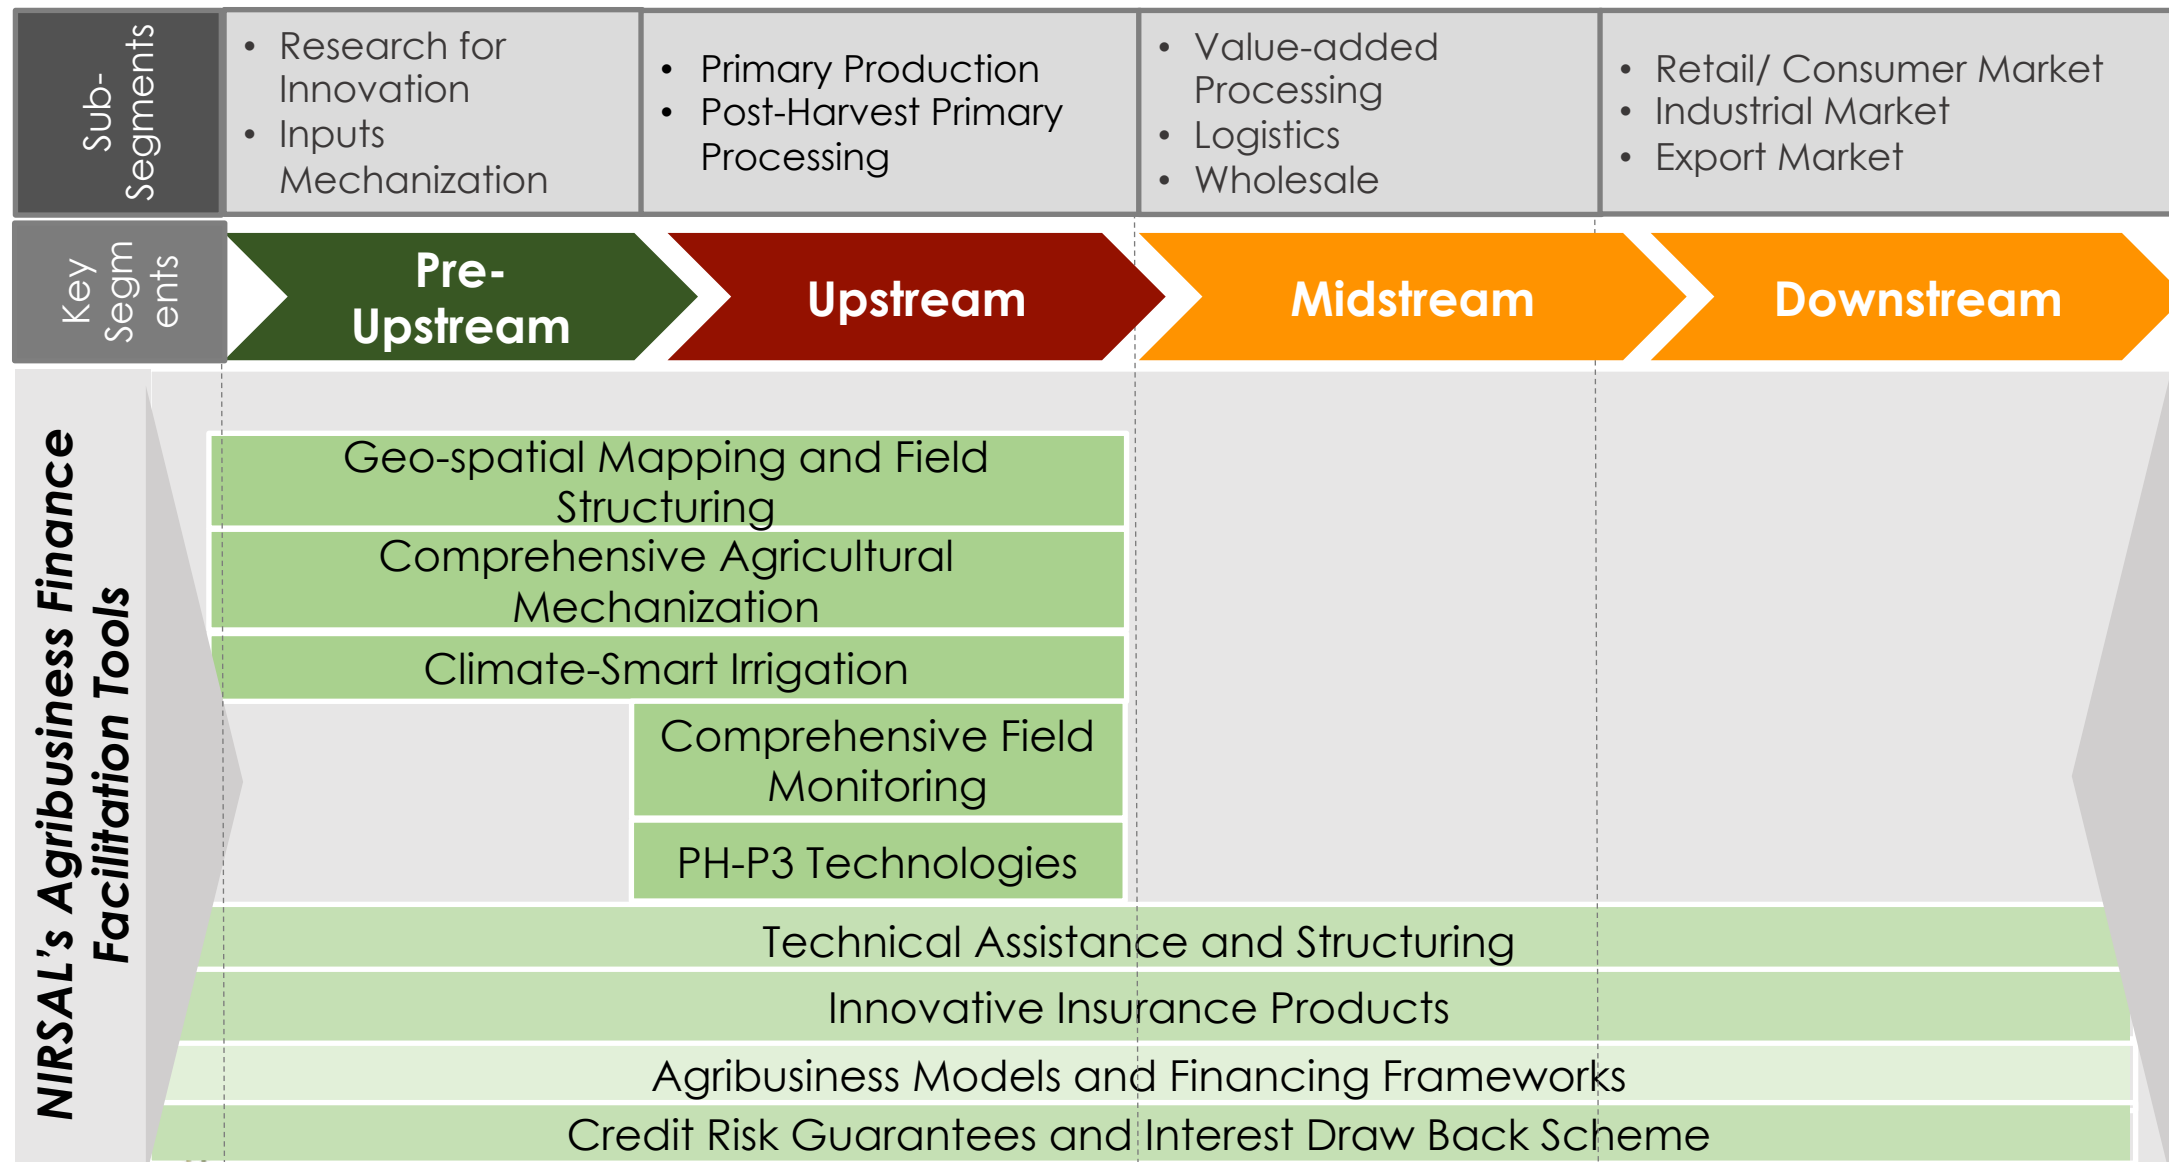 Sub-
Segments
• Research for
Innovation
• Inputs
Mechanization
• Primary Production
• Post-Harvest Primary
Processing
• Value-added
Processing
• Logistics
• Wholesale
• Retail/ Consumer Market
• Industrial Market
• Export Market
Key
Segm
ents
Pre-
Upstream
Upstream
Midstream
Downstream
NIRSAL's Agribusiness Finance
Facilitation Tools
Geo-spatial Mapping and Field
Structuring
Comprehensive Agricultural
Mechanization
Climate-Smart Irrigation
Comprehensive Field
Monitoring
PH-P3 Technologies
Technical Assistance and Structuring
Innovative Insurance Products
Agribusiness Models and Financing Frameworks
Credit Risk Guarantees and Interest Draw Back Scheme